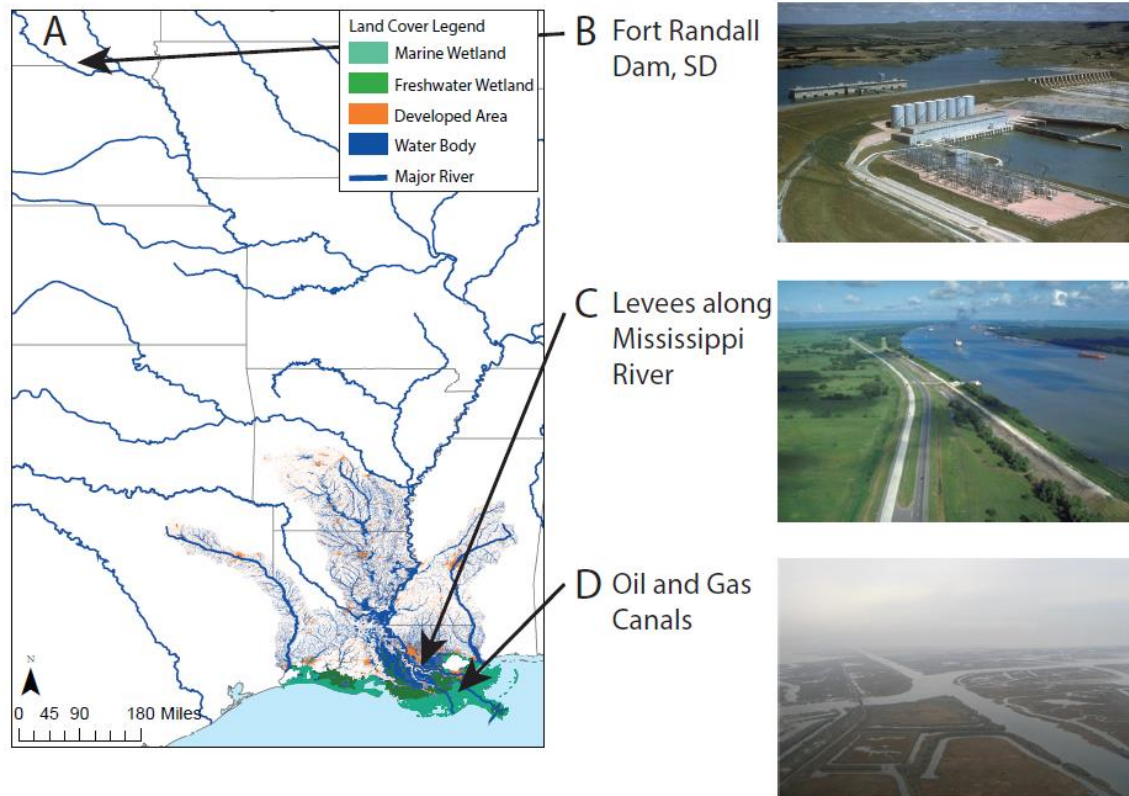 A
Land Cover Legend
Marine Wetland
Freshwater Wetland
Developed Area
Water Body
Major River
N
0 45 90 180 Miles
B Fort Randall
Dam, SD
C Levees along
Mississippi
River
D Oil and Gas
Canals